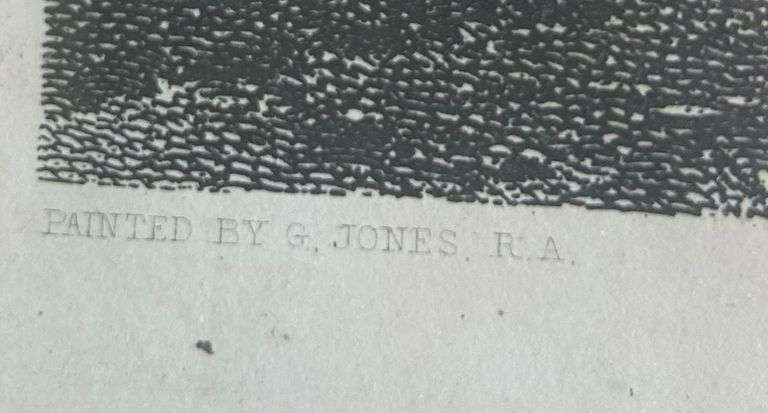 PAINTED BY G. JONES. R.A.